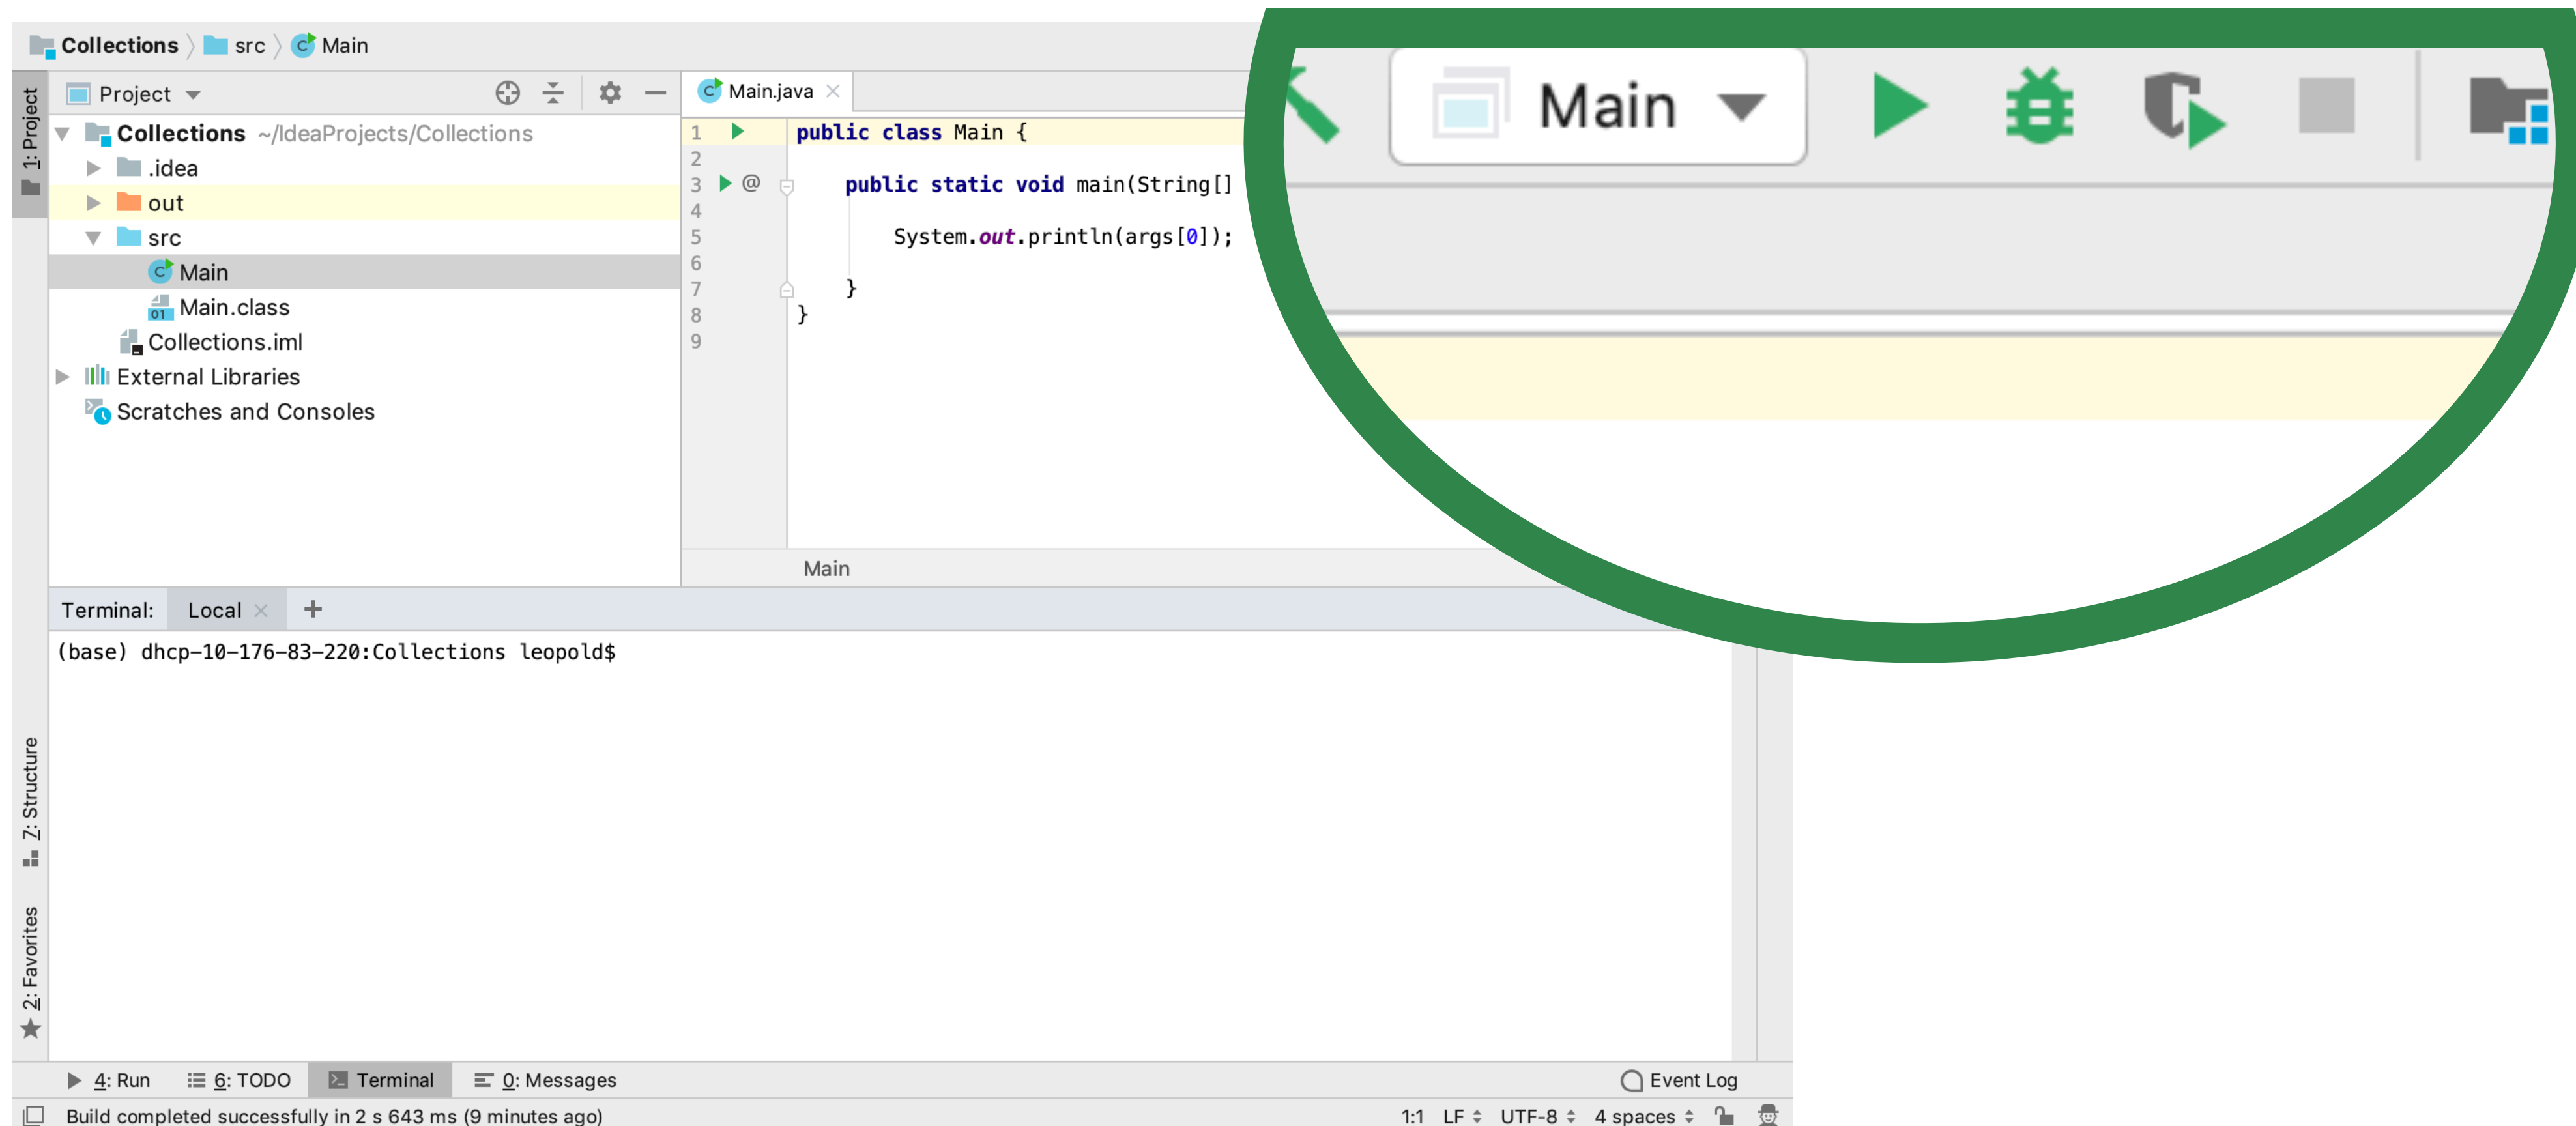 Collections src Main
1: Project
Project
Collections ~/IdeaProjects/Collections
.idea
out
src
Main
Main.class
Collections.iml
External Libraries
Scratches and Consoles
Main.java
1 public class Main {
2
3 @ public static void main(String[]
4
5 System.out.println(args[0]);
6
7 }
8 }
9
Main
Main
Terminal: Local +
(base) dhcp-10-176-83-220:Collections leopold$
7: Structure
2: Favorites
4: Run 6: TODO Terminal 0: Messages Event Log
Build completed successfully in 2 s 643 ms (9 minutes ago) 1:1 LF UTF-8 4 spaces